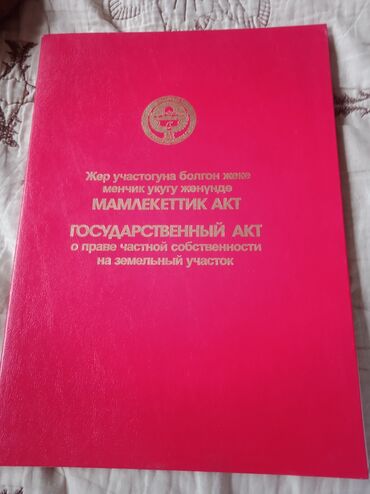 Жер участогуна болгон жеке
менчик укугу жөнүндө
МАМЛЕКЕТТИК АКТ
ГОСУДАРСТВЕННЫЙ АКТ
о праве частной собственности
на земельный участок